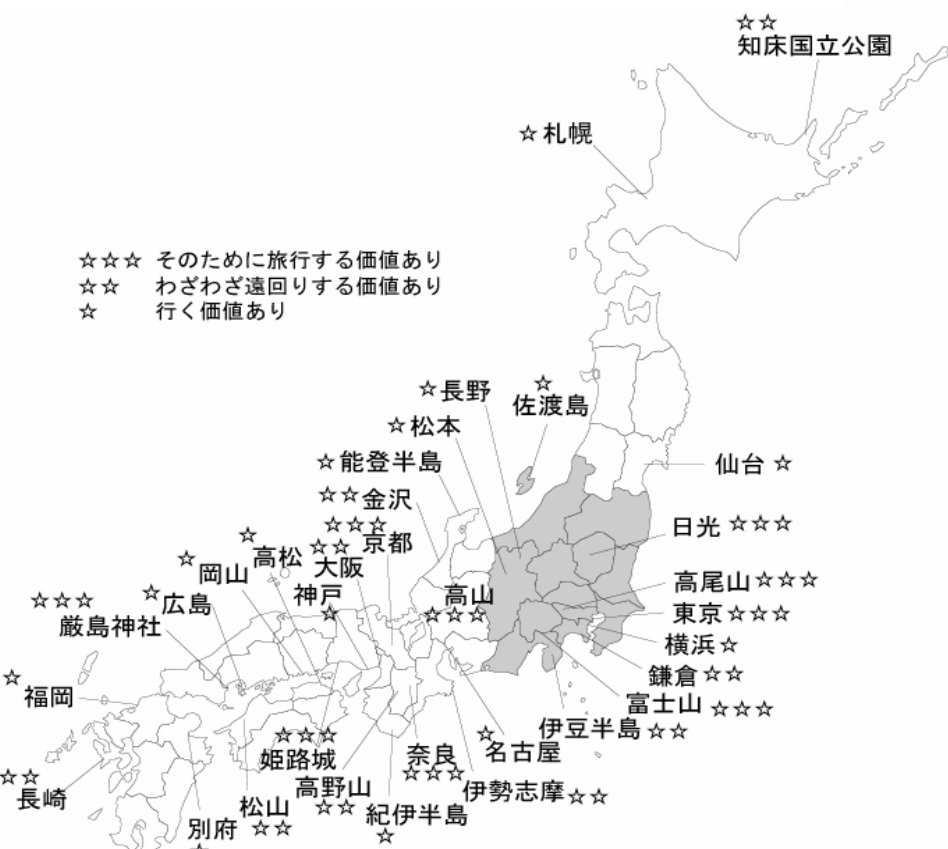 ☆☆
知床国立公園
☆札幌
☆☆☆ そのために旅行する価値あり
☆☆ わざわざ遠回りする価値あり
☆ 行く価値あり
☆長野
☆
佐渡島
☆松本
☆能登半島
仙台☆
☆☆金沢
☆☆☆
京都
日光☆☆☆
☆
高松
☆☆
大阪
☆
岡山
高尾山☆☆☆
神戸
☆
高山
☆☆☆
☆
広島
東京☆☆☆
☆☆☆
厳島神社
横浜☆
鎌倉☆☆
☆
福岡
富士山☆☆☆
伊豆半島☆☆
☆☆☆
姫路城
☆
名古屋
奈良
☆☆☆
☆☆
長崎
高野山
☆☆
伊勢志摩☆☆
松山
☆☆
紀伊半島
☆
別府
☆